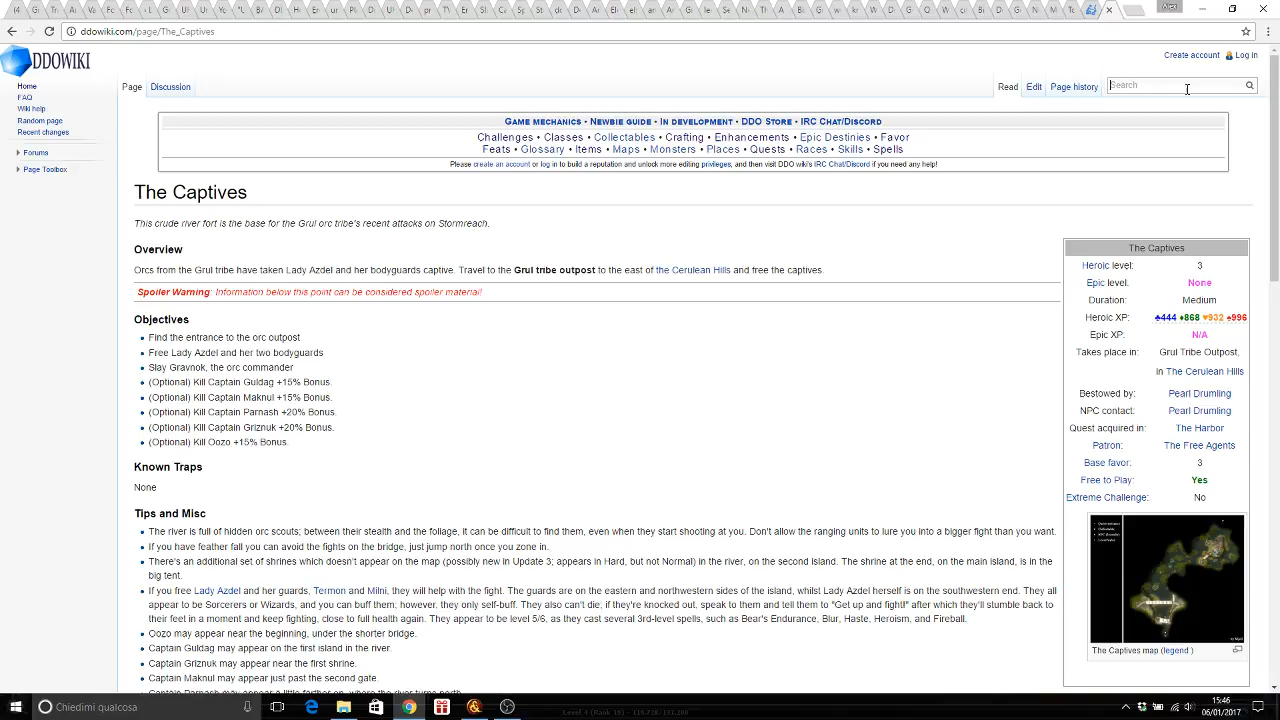 ddowiki.com/page/The_Captives
DDOWIKI
Create account Log in
Home
FAQ
Wiki help
Random page
Recent changes
Forums
Page Toolbox
Page Discussion
Read Edit Page history
Search
Game mechanics • Newbie guide • In development • DDO Store • IRC Chat/Discord
Challenges • Classes • Collectables • Crafting • Enhancements • Epic Destinies • Favor
Feats • Glossary • Items • Maps • Monsters • Places • Quests • Races • Skills • Spells
Please create an account or log in to build a reputation and unlock more editing privileges, and then visit DDO wiki's IRC Chat/Discord if you need any help!
The Captives
This crude river fort is the base for the Grul orc tribe's recent attacks on Stormreach.
Overview
Orcs from the Grul tribe have taken Lady Azdel and her bodyguards captive. Travel to the Grul tribe outpost to the east of the Cerulean Hills and free the captives.
Spoiler Warning: Information below this point can be considered spoiler material!
Objectives
Find the entrance to the orc outpost
Free Lady Azdel and her two bodyguards
Slay Gravnok, the orc commander
(Optional) Kill Captain Guldag +15% Bonus.
(Optional) Kill Captain Maknul +15% Bonus.
(Optional) Kill Captain Parnash +20% Bonus.
(Optional) Kill Captain Griznuk +20% Bonus.
(Optional) Kill Oozo +15% Bonus.
Known Traps
None
Tips and Misc
The river is full of hidden orc scouts; between their stealth and the foliage, it can be difficult to find them, even when they start shooting at you. Don't allow the ranging units to lure you into a bigger fight than you want.
If you have feather fall you can avoid the fights on the bridge, just jump north once you zone in.
There's an additional set of shrines which doesn't appear on the map (possibly new in Update 3; appears in Hard, but not Normal) in the river, on the second island. The shrine at the end, on the main island, is in the
big tent.
If you free Lady Azdel and her guards, Termon and Milni, they will help with the fight. The guards are on the eastern and northwestern sides of the island, whilst Lady Azdel herself is on the southwestern end. They all
appear to be Sorcerers or Wizards, and you can buff them; however, they only self-buff. They also can't die; if they're knocked out, speak to them and tell them to "Get up and fight!" after which they'll stumble back to
their feet in a moment and keep fighting, close to full health again. They appear to be level 5/6, as they cast several 3rd-level spells, such as Bear's Endurance, Blur, Haste, Heroism, and Fireball.
Oozo may appear near the beginning, under the shorter bridge.
Captain Guldag may appear on the first island in the river.
Captain Griznuk may appear near the first shrine.
Captain Maknul may appear just past the second gate.
Captain Parnash may appear a little farther on, where the river turns north.
The Captives
Heroic level: 3
Epic level: None
Duration: Medium
Heroic XP: ♣444 ♦868 ♥932 ♠996
Epic XP: N/A
Takes place in: Grul Tribe Outpost,
in The Cerulean Hills
Bestowed by: Pearl Drumling
NPC contact: Pearl Drumling
Quest acquired in: The Harbor
Patron: The Free Agents
Base favor: 3
Free to Play: Yes
Extreme Challenge: No
The Captives map (legend )
Chiedimi qualcosa
15:46
06/01/2017